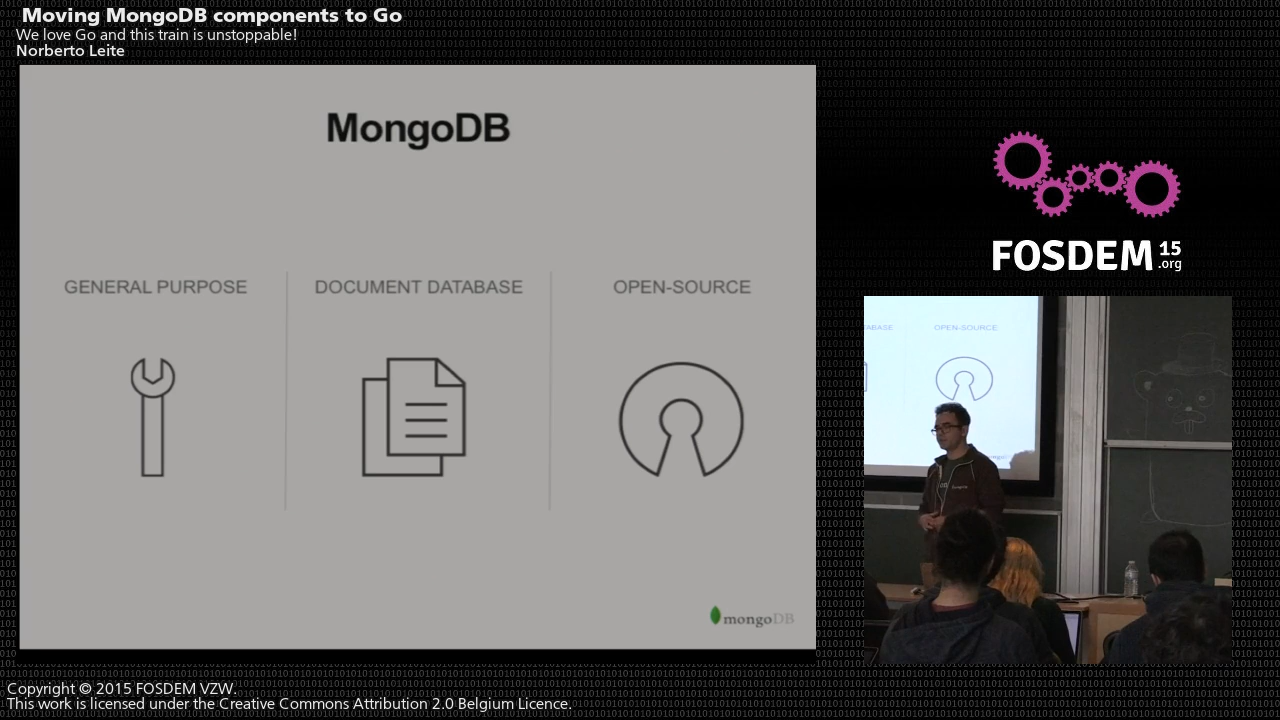 Moving MongoDB components to Go
We love Go and this train is unstoppable!
Norberto Leite
MongoDB
GENERAL PURPOSE
DOCUMENT DATABASE
OPEN-SOURCE
mongoDB
FOSDEM 15
.org
OPEN-SOURCE
Copyright © 2015 FOSDEM VZW.
This work is licensed under the Creative Commons Attribution 2.0 Belgium Licence.